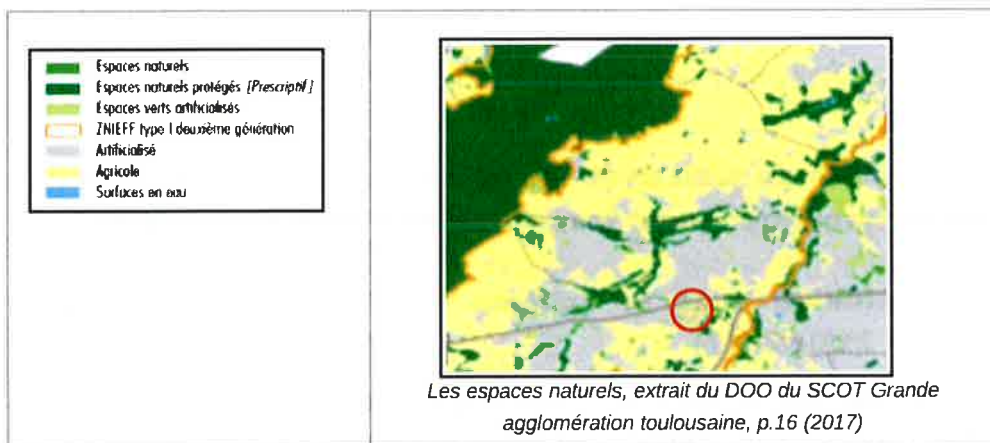 Espaces naturels
Espaces naturels protégés [Prescriptif]
Espaces verts artificialisés
ZNIEFF type I deuxième génération
Artificialisé
Agricole
Surfaces en eau
Les espaces naturels, extrait du DOO du SCOT Grande
agglomération toulousaine, p.16 (2017)